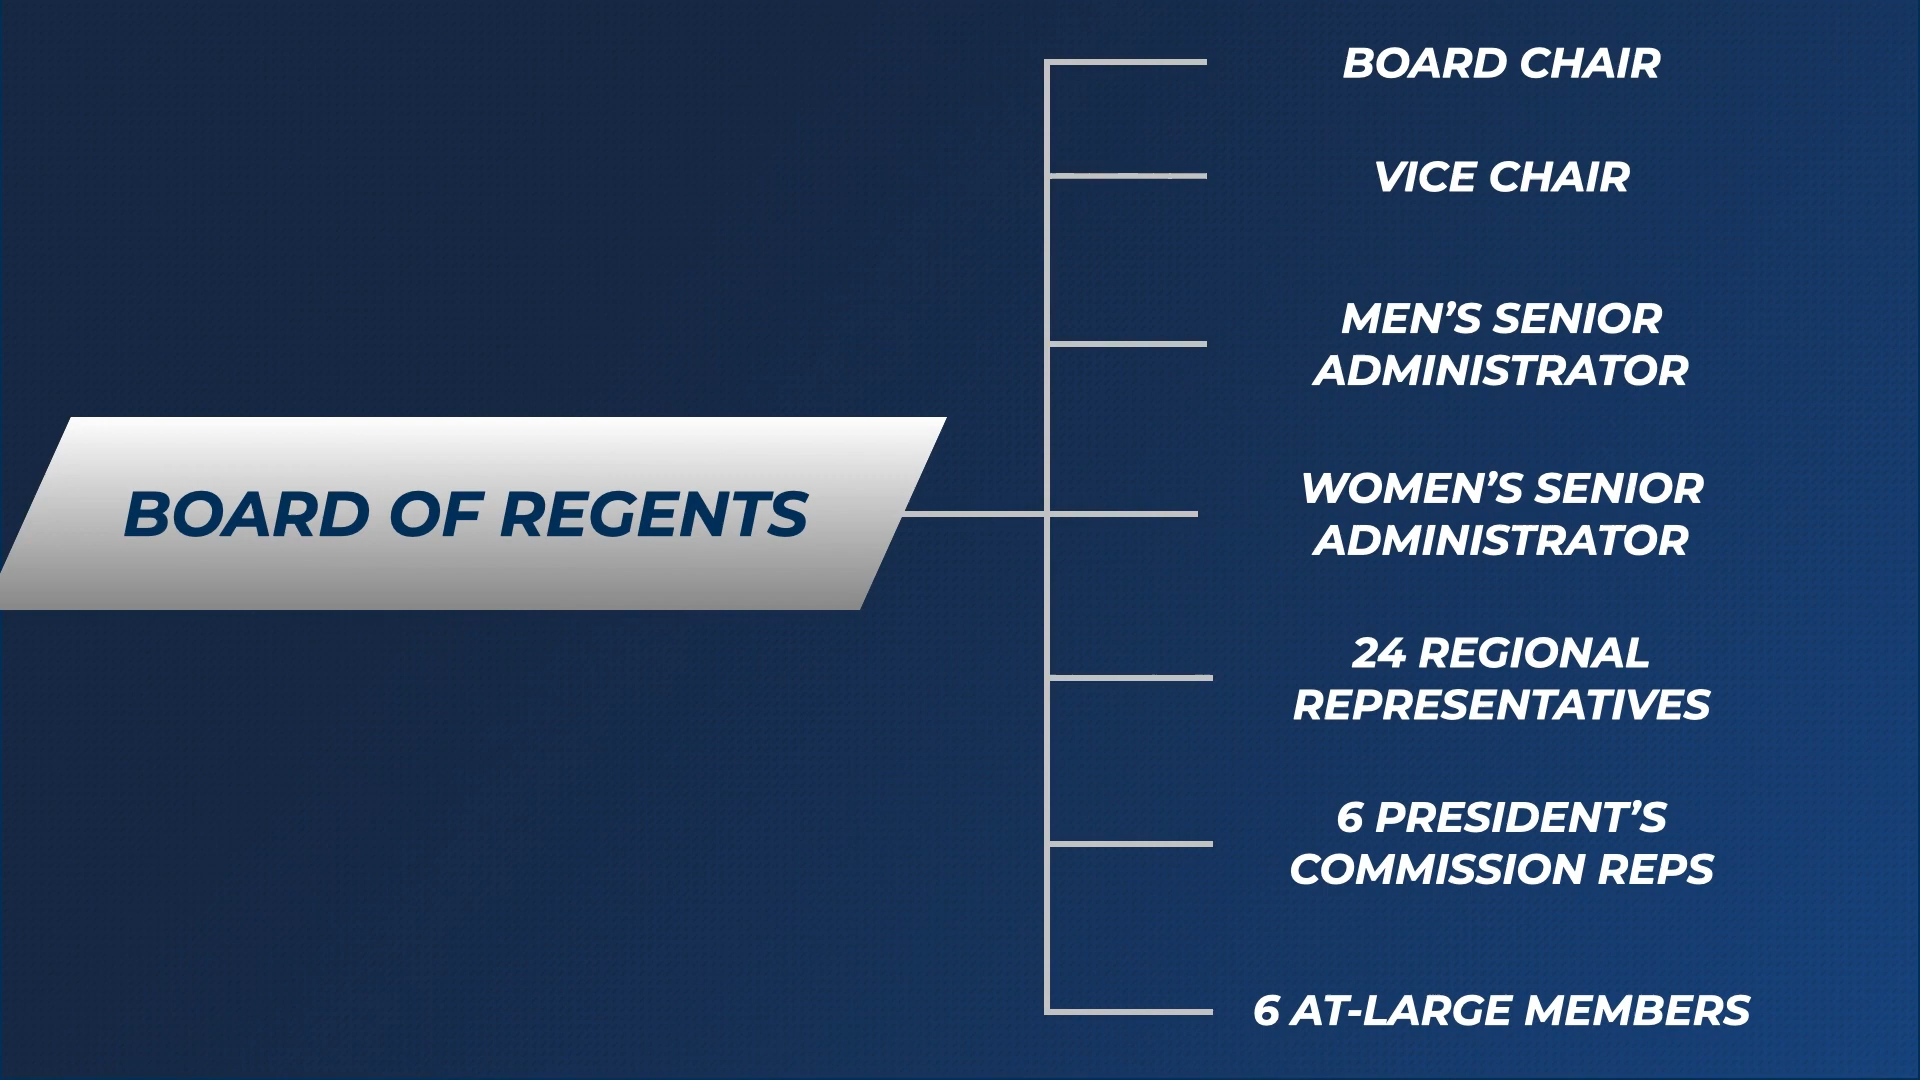 BOARD OF REGENTS
BOARD CHAIR
VICE CHAIR
MEN’S SENIOR
ADMINISTRATOR
WOMEN’S SENIOR
ADMINISTRATOR
24 REGIONAL
REPRESENTATIVES
6 PRESIDENT’S
COMMISSION REPS
6 AT-LARGE MEMBERS